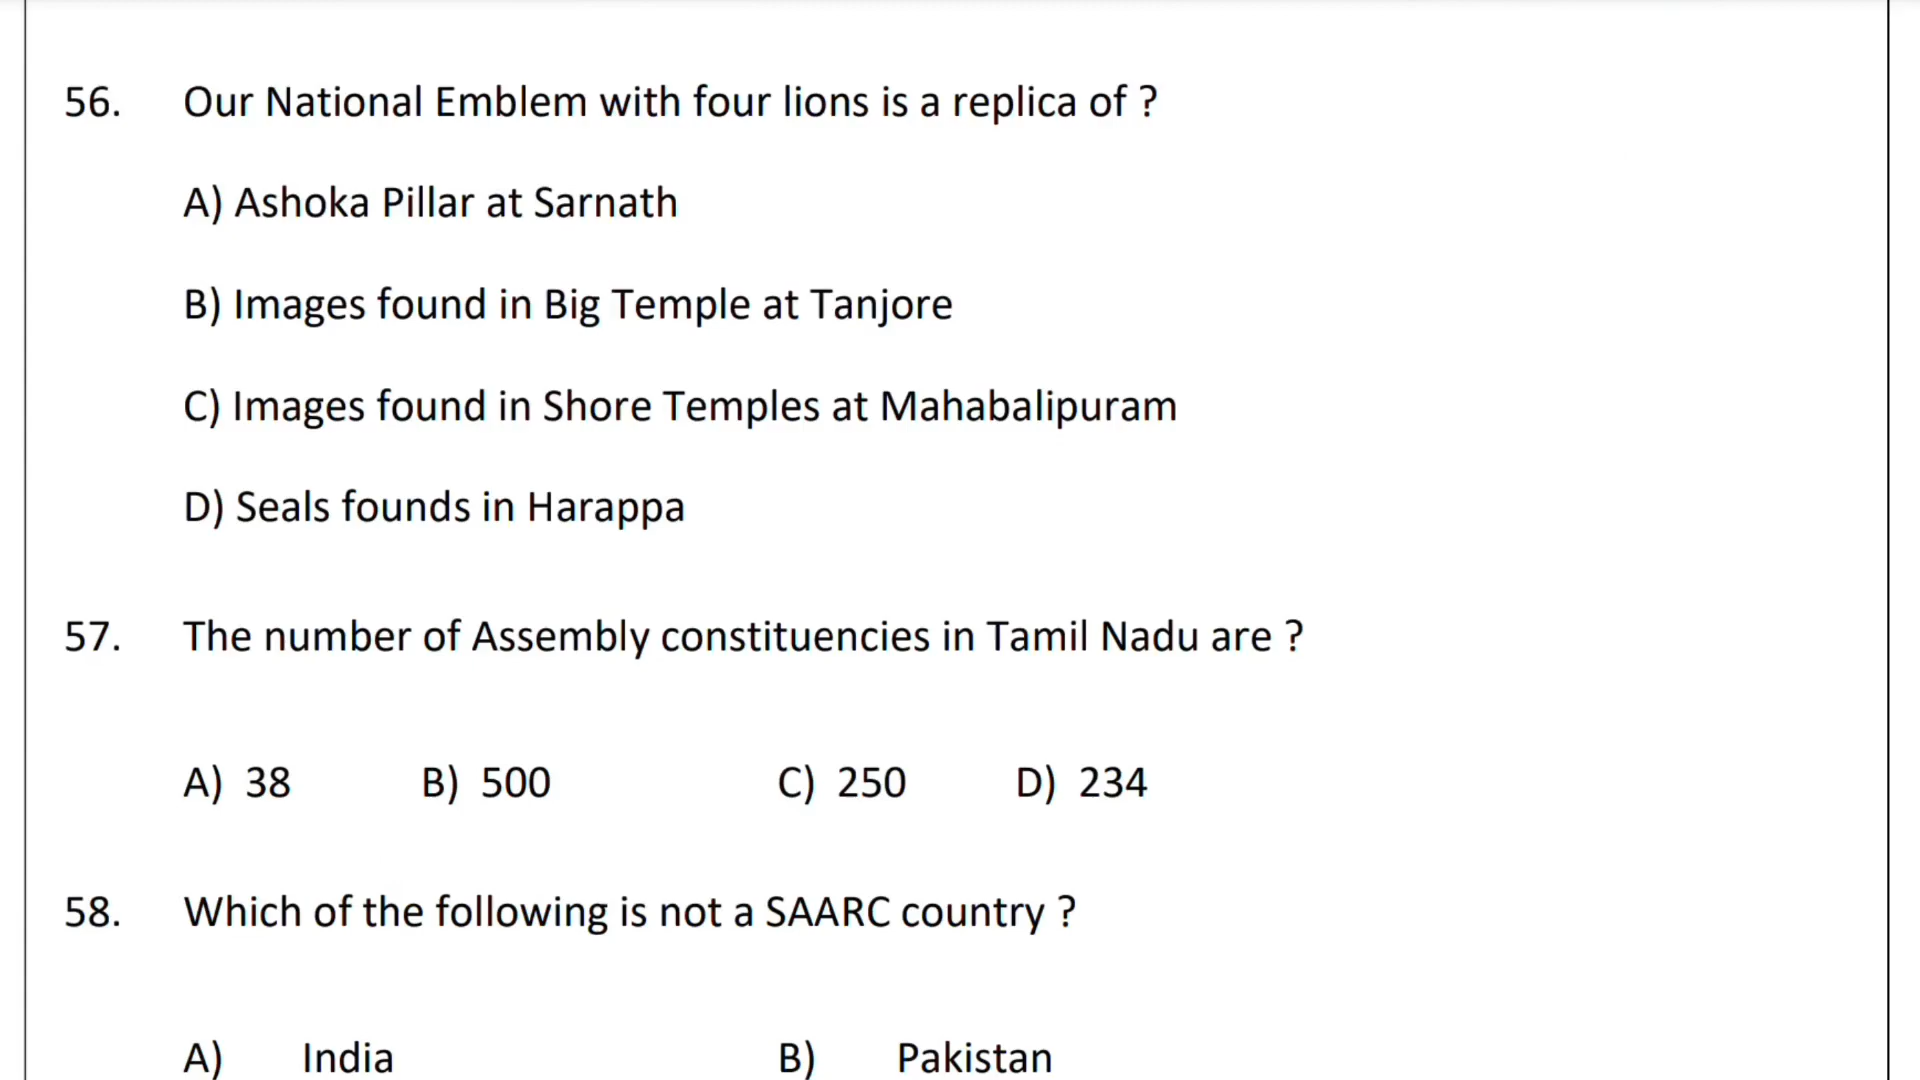 56. Our National Emblem with four lions is a replica of ?
A) Ashoka Pillar at Sarnath
B) Images found in Big Temple at Tanjore
C) Images found in Shore Temples at Mahabalipuram
D) Seals founds in Harappa
57. The number of Assembly constituencies in Tamil Nadu are ?
A) 38 B) 500 C) 250 D) 234
58. Which of the following is not a SAARC country ?
A) India B) Pakistan